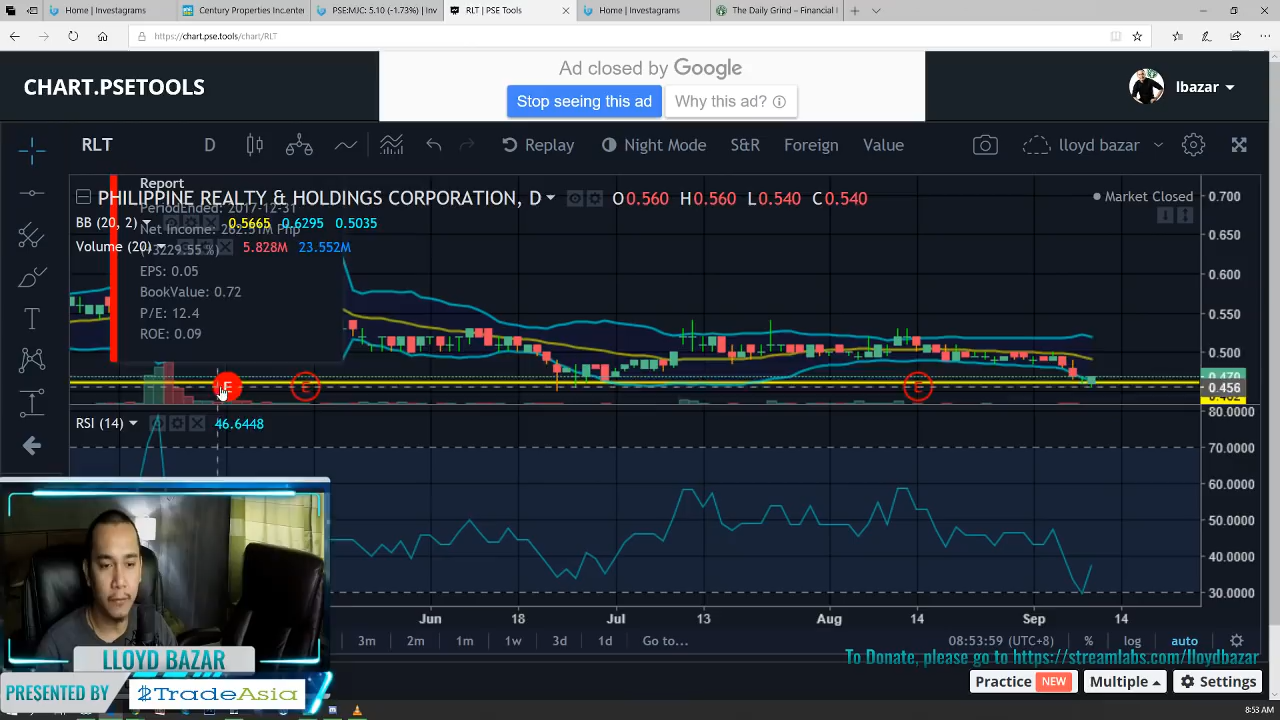 Home | Investagrams
Century Properties Inc.enter
PSE:MIC: 5.10 (-1.73%) | Inv
RLT | PSE Tools
Home | Investagrams
The Daily Grind – Financial I
https://chart.pse.tools/chart/RLT
CHART.PSETOOLS
Ad closed by Google
Stop seeing this ad
Why this ad?
lbazar
RLT
D
Replay
Night Mode
S&R
Foreign
Value
lloyd bazar
Report
PHILIPPINE REALTY & HOLDINGS CORPORATION, D
O0.560 H0.560 L0.540 C0.540
Market Closed
0.700
PeriodEnded: 2017-12-31
BB (20, 2)
0.5665 0.6295 0.5035
Volume (20)
5.828M 23.552M
EPS: 0.05
BookValue: 0.72
P/E: 12.4
ROE: 0.09
0.650
0.600
0.550
0.500
0.470
0.456
E
E
E
RSI (14)
46.6448
80.0000
70.0000
60.0000
50.0000
40.0000
30.0000
Jun
18
Jul
13
Aug
14
Sep
14
3m
2m
1m
1w
3d
1d
Go to...
08:53:59 (UTC+8)
%
log
auto
To Donate, please go to https://streamlabs.com/lloydbazar
LLOYD BAZAR
PRESENTED BY
$TradeAsia
Practice NEW
Multiple
Settings
8:53 AM